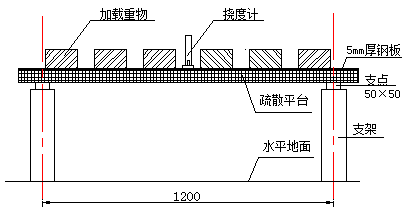 加载重物
挠度计
5mm厚钢板
支点
50×50
疏散平台
支架
水平地面
1200